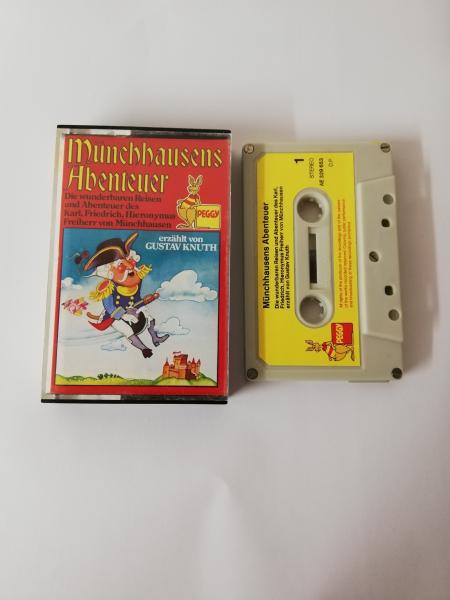 Münchhausens
Abenteuer
Die wunderbaren Reisen
und Abenteuer des
Karl, Friedrich, Hieronymus
Freiherr von Münchhausen
PEGGY
erzählt von
GUSTAV KNUTH
Münchhausens Abenteuer
Die wunderbaren Reisen und Abenteuer des Karl,
Friedrich, Hieronymus Freiherr von Münchhausen
erzählt von Gustav Knuth
1
STEREO
O.P.
PEGGY